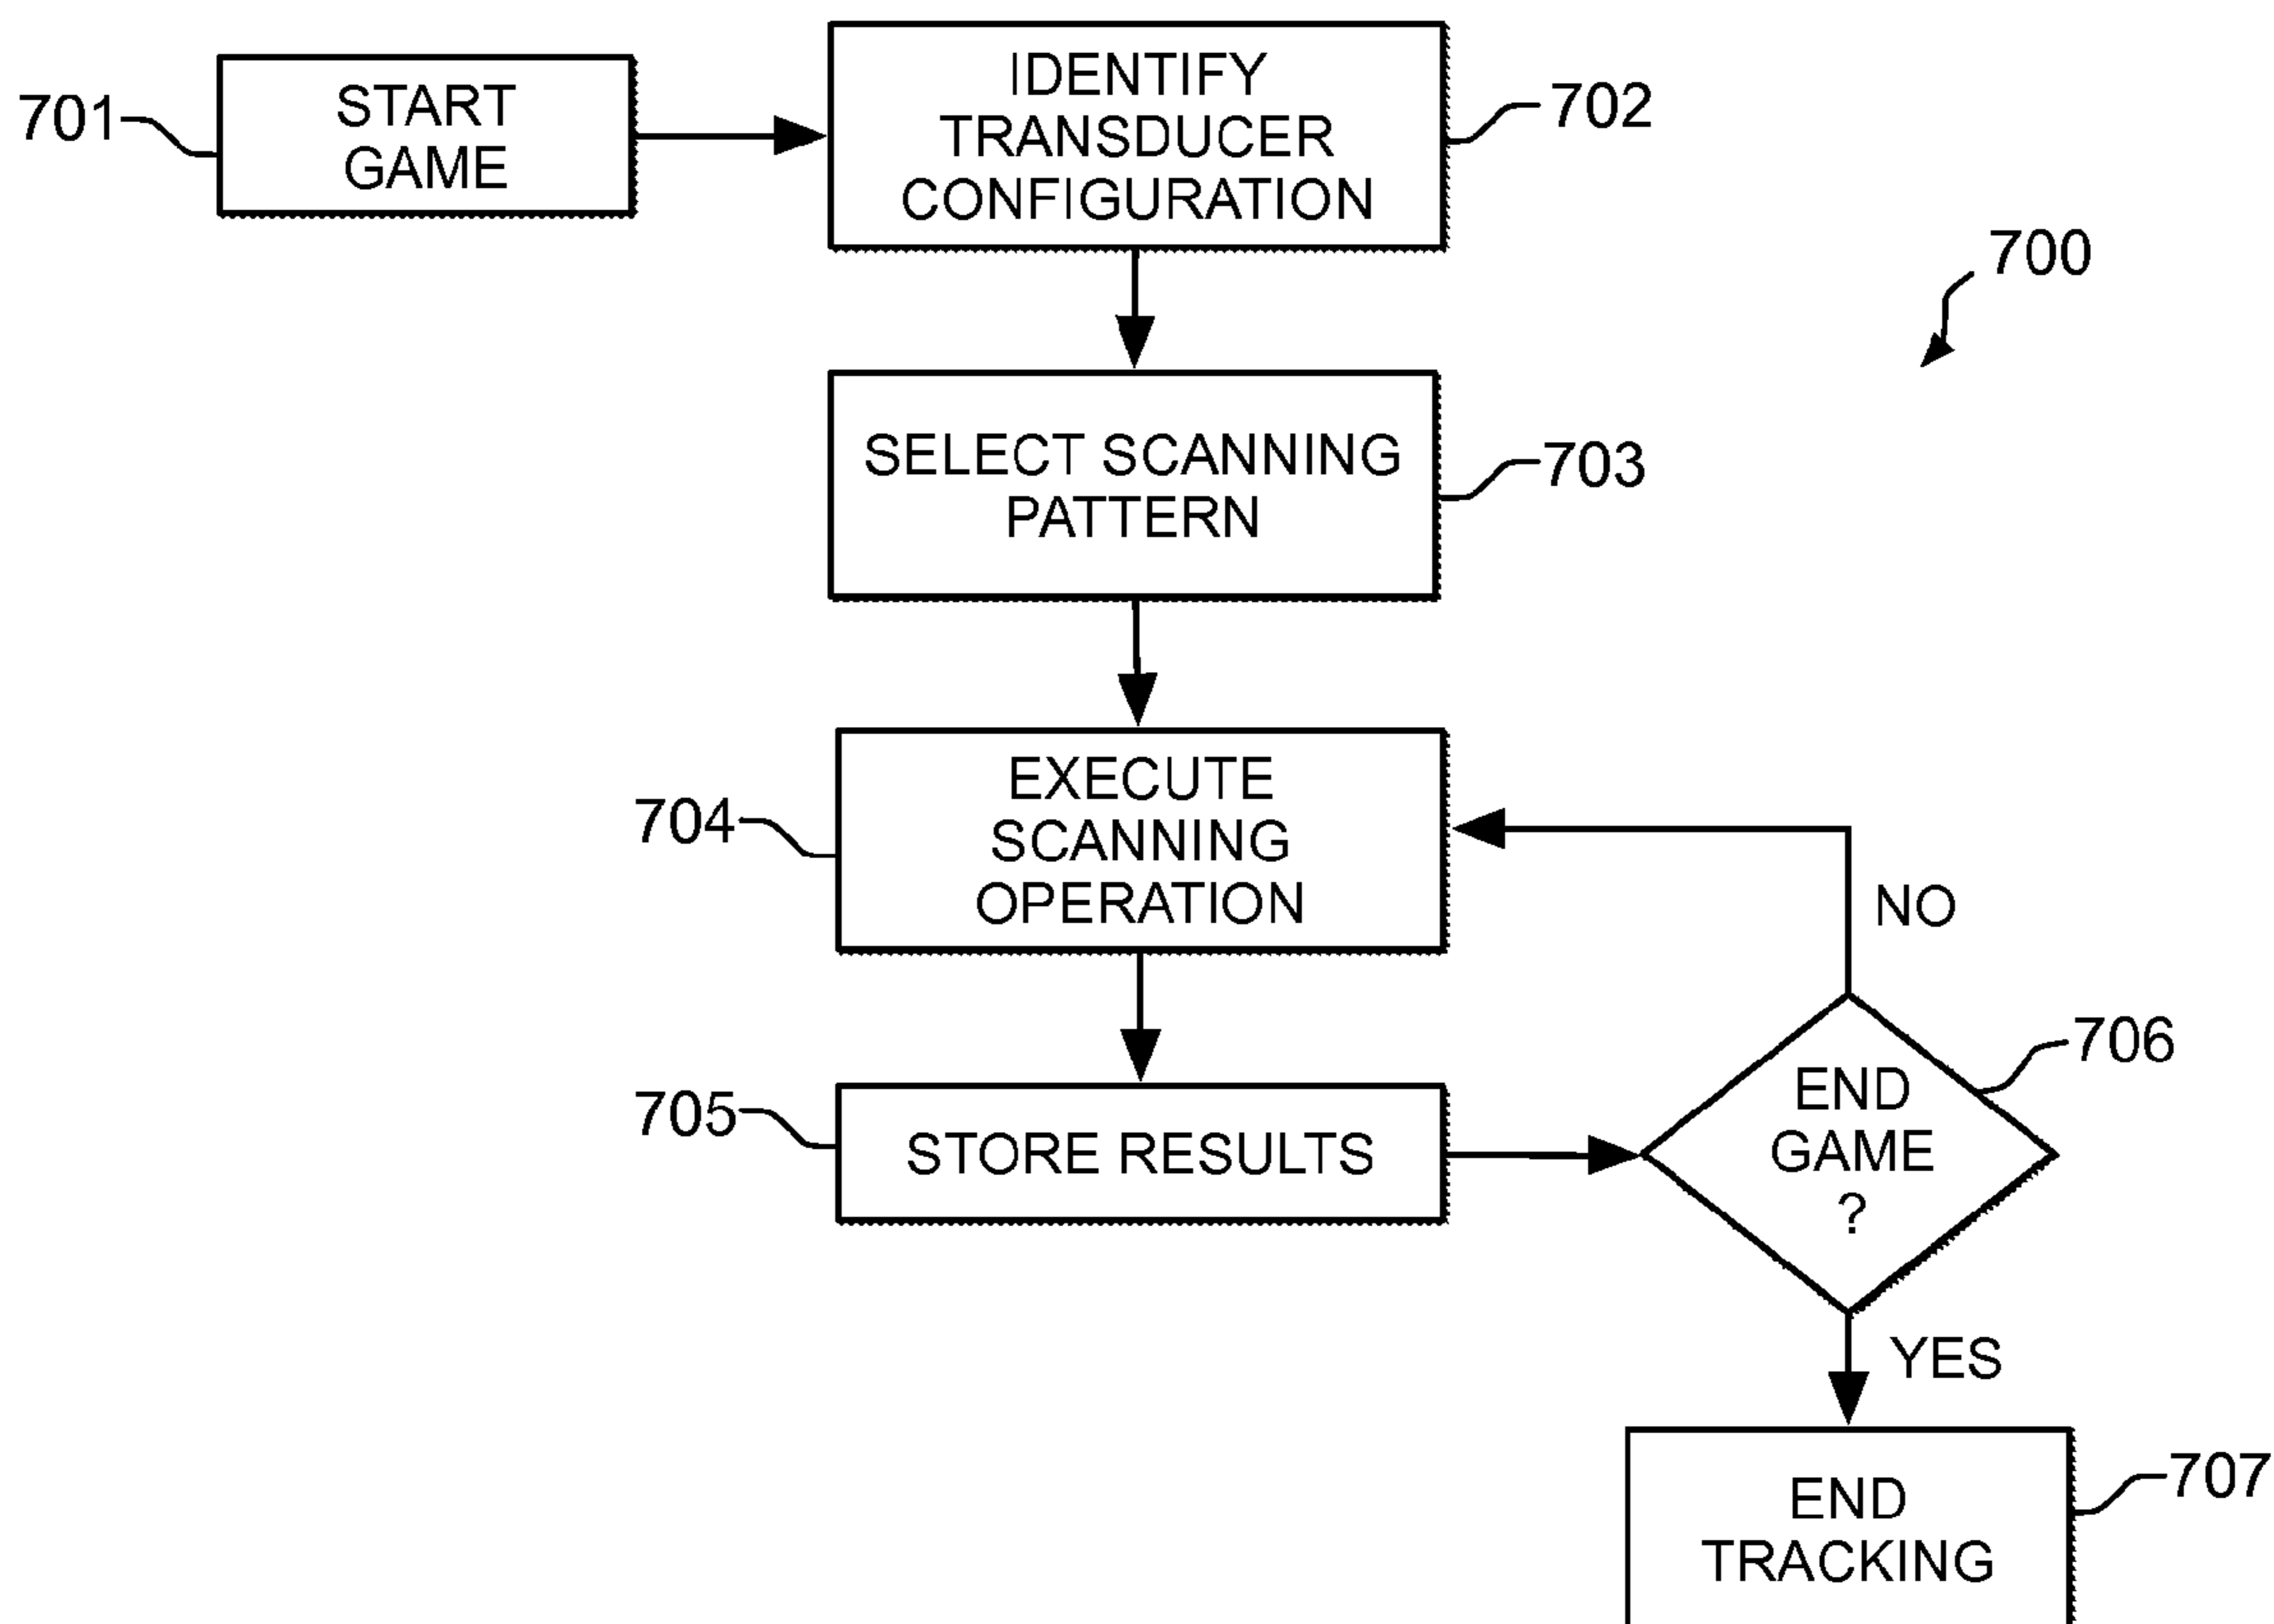 701
START
GAME
IDENTIFY
TRANSDUCER
CONFIGURATION
702
700
SELECT SCANNING
PATTERN
703
704
EXECUTE
SCANNING
OPERATION
NO
705
STORE RESULTS
706
END
GAME
?
YES
END
TRACKING
707